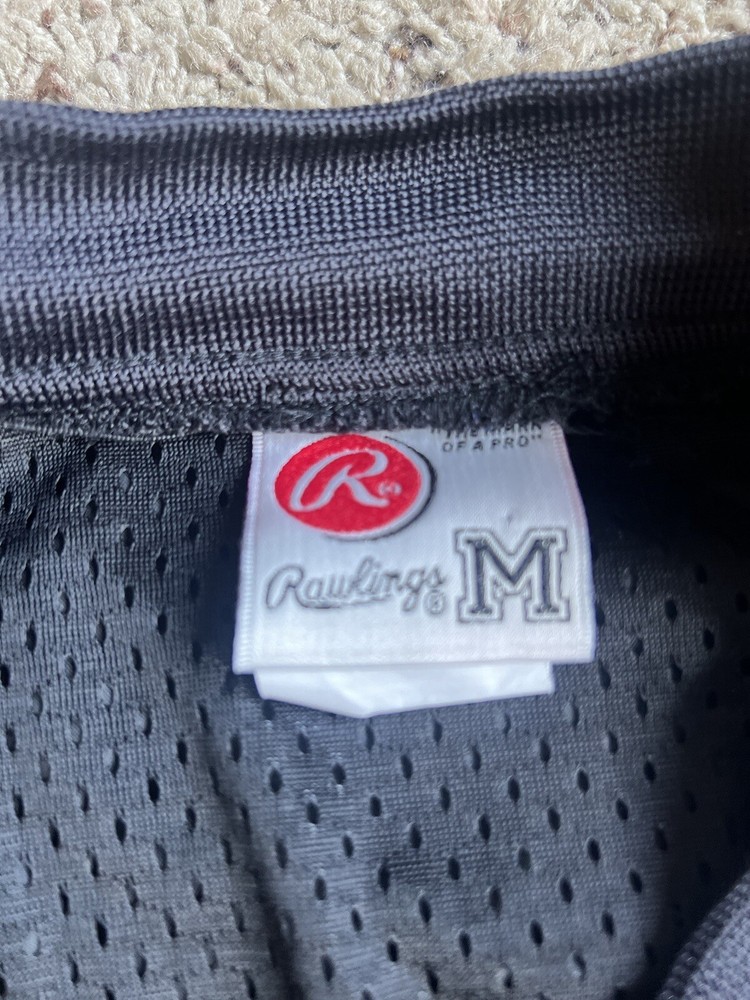 THE MARK
OF A PRO"
R®
Rawlings® M